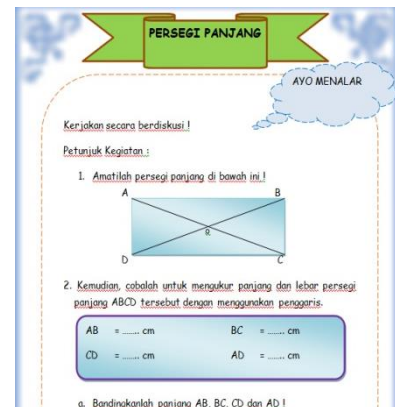 PERSEGI PANJANG
AYO MENALAR
Kerjakan secara berdiskusi !
Petunjuk Kegiatan :
1. Amatilah persegi panjang di bawah ini !
A B
R
D C
2. Kemudian, cobalah untuk mengukur panjang dan lebar persegi
panjang ABCD tersebut dengan menggunakan penggaris.
AB = ....... cm BC = ....... cm
CD = ....... cm AD = ....... cm
a. Bandingkanlah panjang AB, BC, CD dan AD !